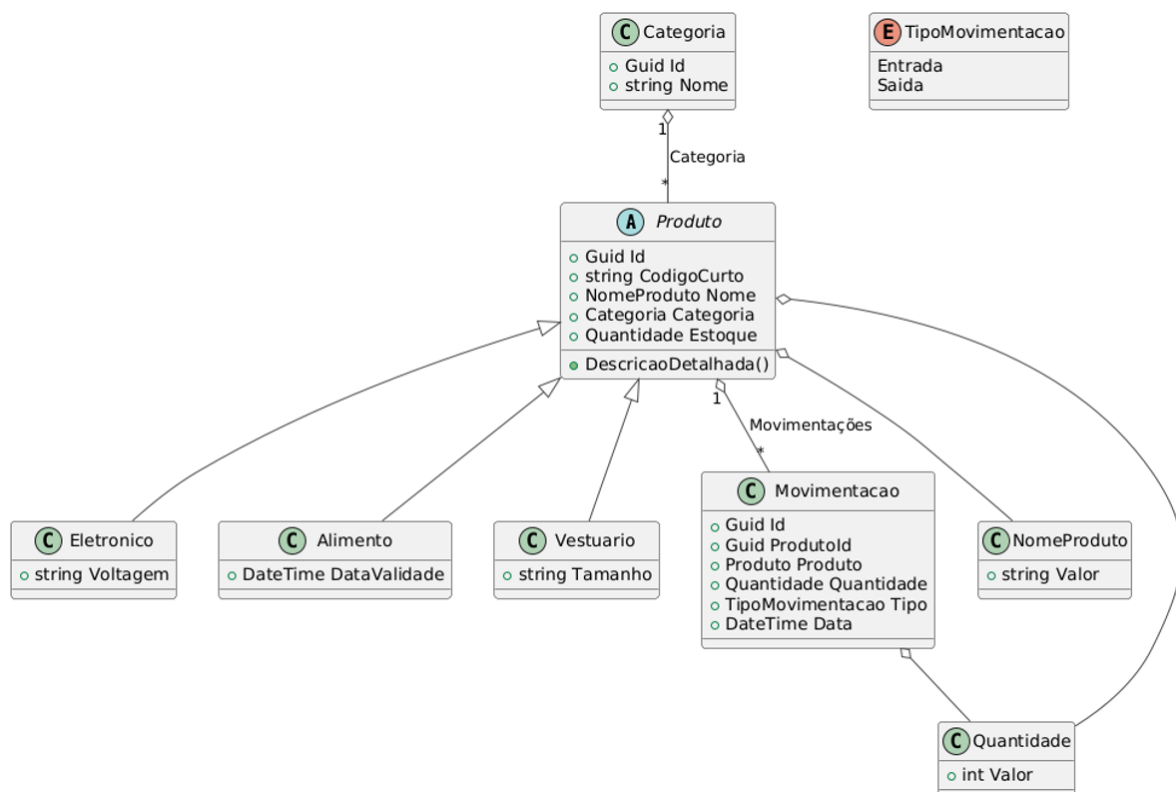 C Categoria
Guid Id
string Nome
E TipoMovimentacao
Entrada
Saida
1
Categoria
*
A Produto
Guid Id
string CodigoCurto
NomeProduto Nome
Categoria Categoria
Quantidade Estoque
DescricaoDetalhada()
1
Movimentações
*
C Eletronico
string Voltagem
C Alimento
DateTime DataValidade
C Vestuario
string Tamanho
C Movimentacao
Guid Id
Guid ProdutoId
Produto Produto
Quantidade Quantidade
TipoMovimentacao Tipo
DateTime Data
C NomeProduto
string Valor
C Quantidade
int Valor